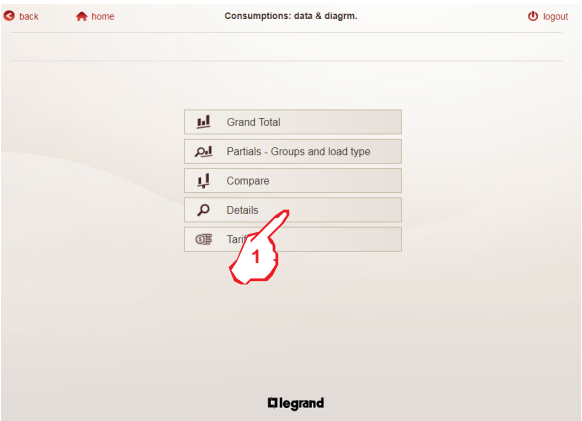 back home Consumptions: data & diagrm. logout
Grand Total
Partials - Groups and load type
Compare
Details
1
legrand